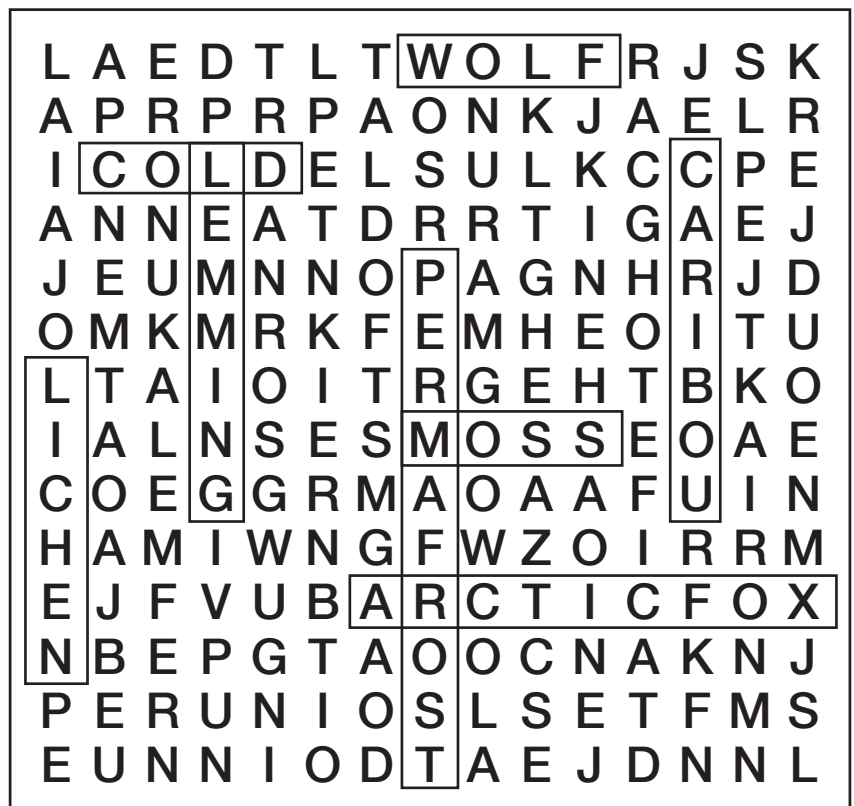 L A E D T L T W O L F R J S K
A P R P R P A O N K J A E L R
I C O L D E L S U L K C C P E
A N N E A T D R R T I G A E J
J E U M N N O P A G N H R J D
O M K M R K F E M H E O I T U
L T A I O I T R G E H T B K O
I A L N S E S M O S S E O A E
C O E G G R M A O A A F U I N
H A M I W N G F W Z O I R R M
E J F V U B A R C T I C F O X
N B E P G T A O O C N A K N J
P E R U N I O S L S E T F M S
E U N N I O D T A E J D N N L